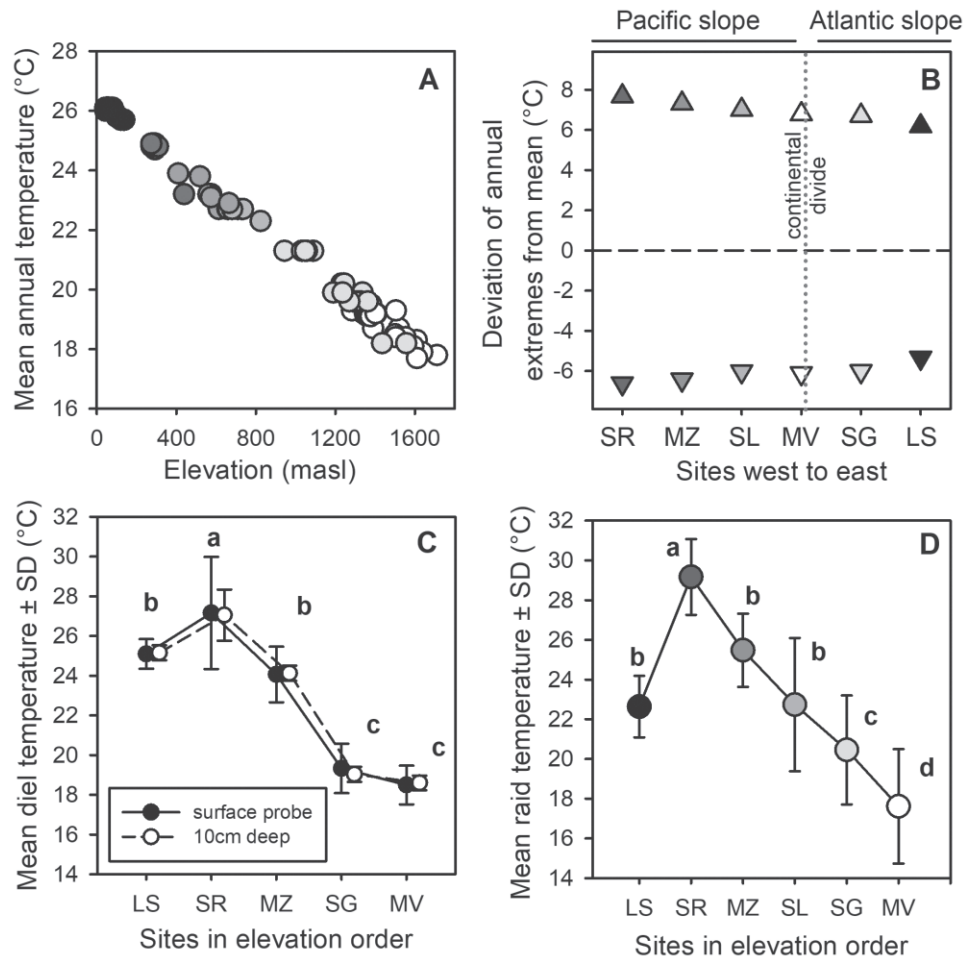 Pacific slope Atlantic slope
A
Mean annual temperature (°C)
28
26
24
22
20
18
16
0 400 800 1200 1600
Elevation (masl)
B
Deviation of annual
extremes from mean (°C)
8
6
4
2
0
-2
-4
-6
continental
divide
SR MZ SL MV SG LS
Sites west to east
C
Mean diel temperature ± SD (°C)
32
30
28
26
24
22
20
18
16
14
b
a
b
c
c
surface probe
10cm deep
LS SR MZ SG MV
Sites in elevation order
D
Mean raid temperature ± SD (°C)
32
30
28
26
24
22
20
18
16
14
b
a
b
b
c
d
LS SR MZ SL SG MV
Sites in elevation order